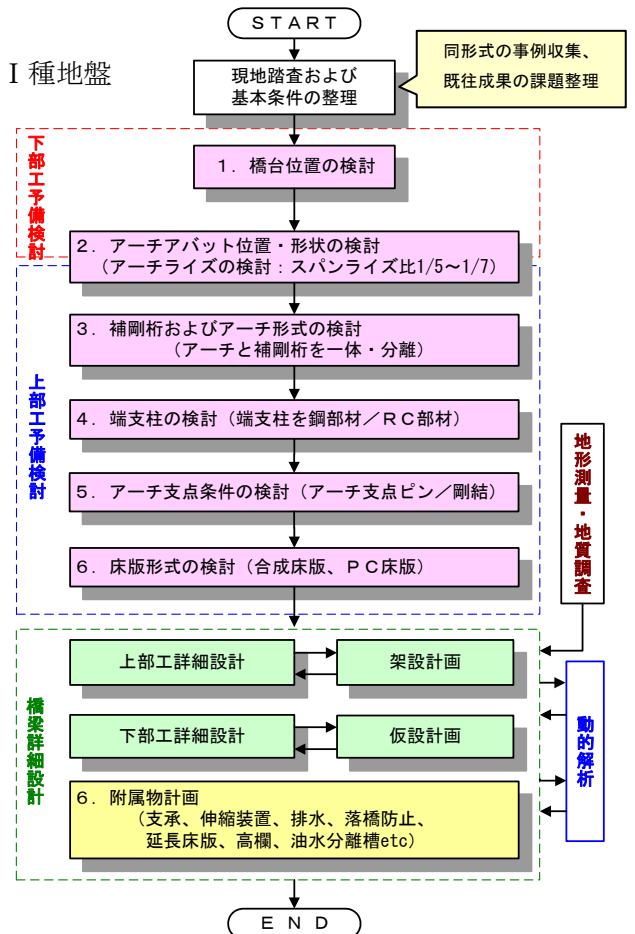 ＳＴＡＲＴ
Ⅰ種地盤
現地踏査および
基本条件の整理
同形式の事例収集、
既往成果の課題整理
下部工予備検討
１．橋台位置の検討
２．アーチアバット位置・形状の検討
（アーチライズの検討：スパンライズ比1/5～1/7）
上部工予備検討
３．補剛桁およびアーチ形式の検討
（アーチと補剛桁を一体・分離）
４．端支柱の検討（端支柱を鋼部材／ＲＣ部材）
５．アーチ支点条件の検討（アーチ支点ピン／剛結）
６．床版形式の検討（合成床版、ＰＣ床版）
地形測量・地質調査
橋梁詳細設計
上部工詳細設計
架設計画
下部工詳細設計
仮設計画
動的解析
６．附属物計画
（支承、伸縮装置、排水、落橋防止、
延長床版、高欄、油水分離槽etc）
ＥＮＤ